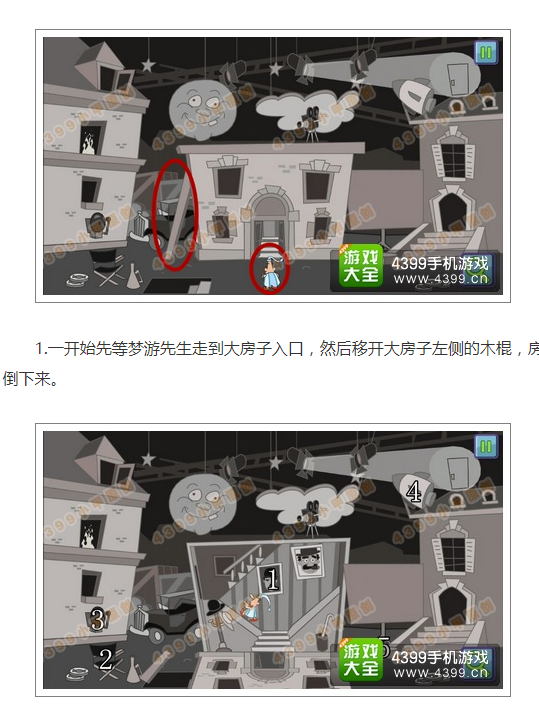 游戏
大全
4399手机游戏
www.4399.cn
1.一开始先等梦游先生走到大房子入口，然后移开大房子左侧的木棍，房
倒下来。
4
1
3
2
5
游戏
大全
4399手机游戏
www.4399.cn